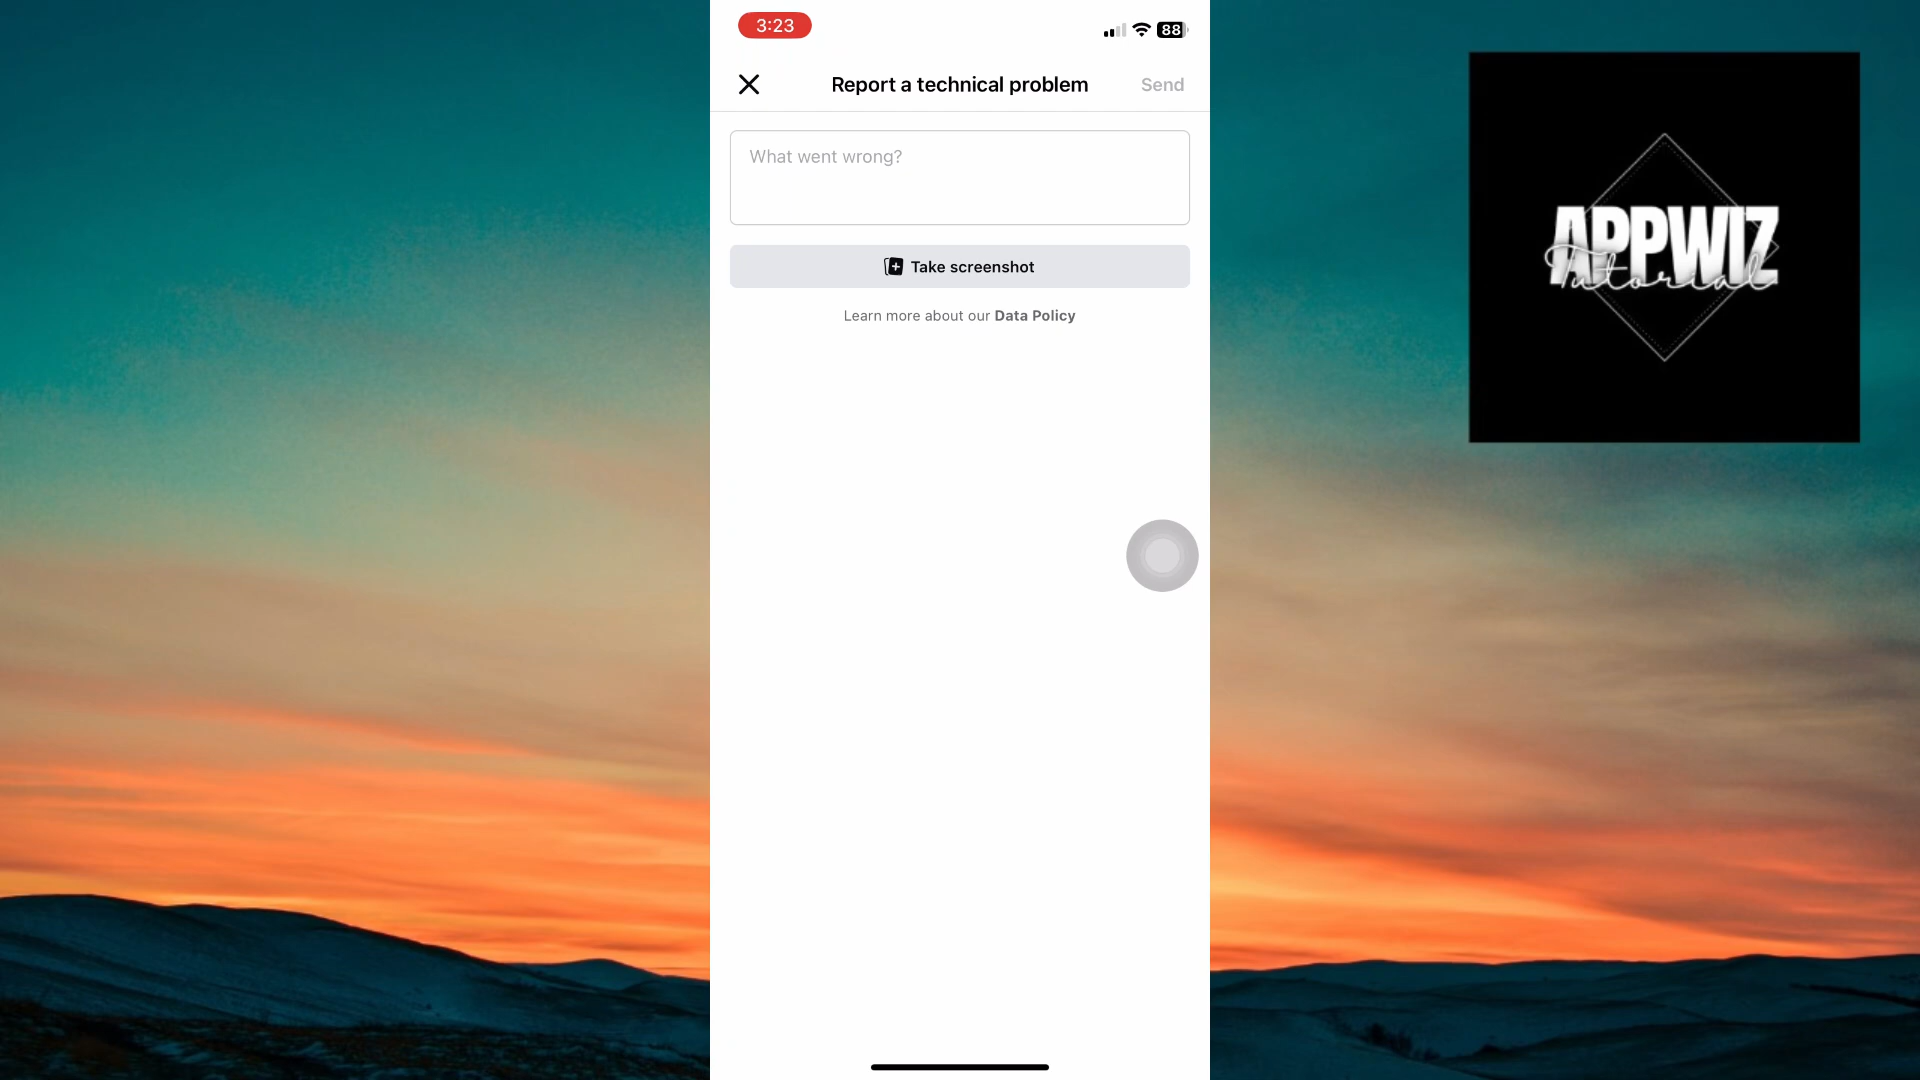 3:23
88
Report a technical problem
Send
What went wrong?
Take screenshot
Learn more about our Data Policy
APPWIZ
Tutorial